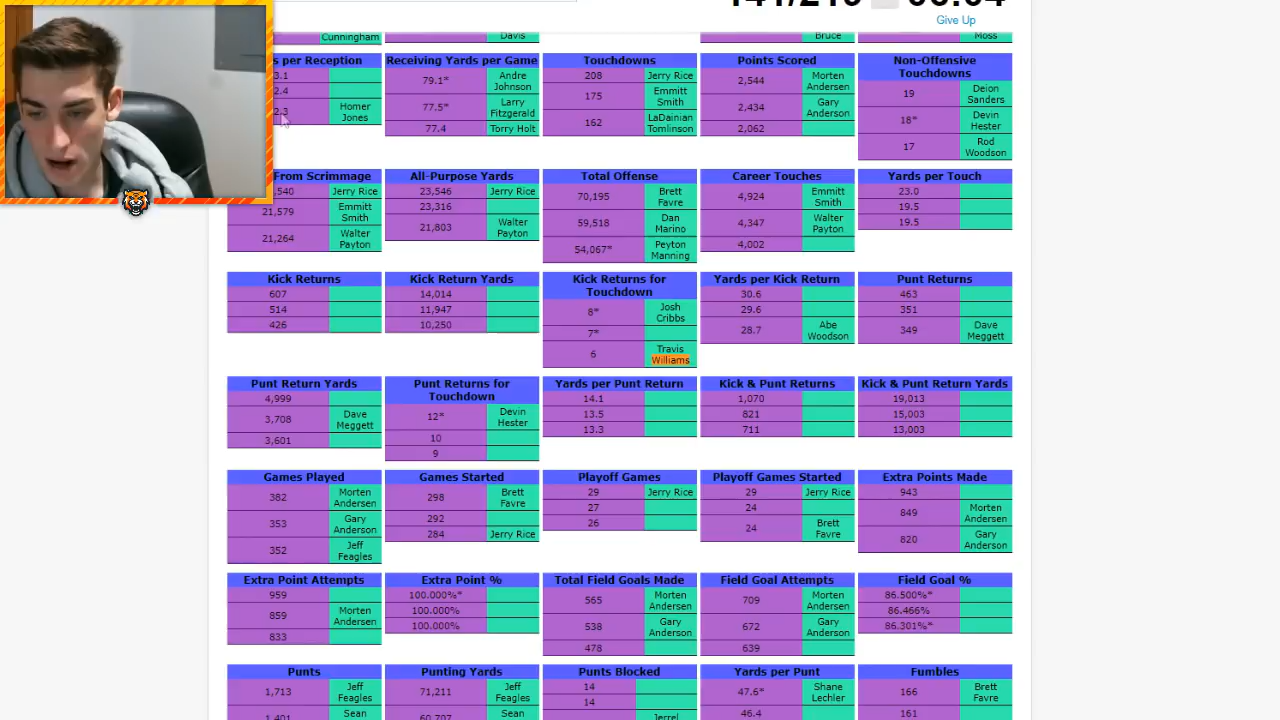 Give Up
Cunningham
Davis
Bruce
Moss
s per Reception
3.1
2.4
2.3 Homer Jones
Receiving Yards per Game
79.1* Andre Johnson
77.5* Larry Fitzgerald
77.4 Torry Holt
Touchdowns
208 Jerry Rice
175 Emmitt Smith
162 LaDainian Tomlinson
Points Scored
2,544 Morten Andersen
2,434 Gary Anderson
2,062
Non-Offensive Touchdowns
19 Deion Sanders
18* Devin Hester
17 Rod Woodson
From Scrimmage
540 Jerry Rice
21,579 Emmitt Smith
21,264 Walter Payton
All-Purpose Yards
23,546 Jerry Rice
23,316
21,803 Walter Payton
Total Offense
70,195 Brett Favre
59,518 Dan Marino
54,067* Peyton Manning
Career Touches
4,924 Emmitt Smith
4,347 Walter Payton
4,002
Yards per Touch
23.0
19.5
19.5
Kick Returns
607
514
426
Kick Return Yards
14,014
11,947
10,250
Kick Returns for Touchdown
8* Josh Cribbs
7*
6 Travis Williams
Yards per Kick Return
30.6
29.6
28.7 Abe Woodson
Punt Returns
463
351
349 Dave Meggett
Punt Return Yards
4,999
3,708 Dave Meggett
3,601
Punt Returns for Touchdown
12* Devin Hester
10
9
Yards per Punt Return
14.1
13.5
13.3
Kick & Punt Returns
1,070
821
711
Kick & Punt Return Yards
19,013
15,003
13,003
Games Played
382 Morten Andersen
353 Gary Anderson
352 Jeff Feagles
Games Started
298 Brett Favre
292
284 Jerry Rice
Playoff Games
29 Jerry Rice
27
26
Playoff Games Started
29 Jerry Rice
24
24 Brett Favre
Extra Points Made
943
849 Morten Andersen
820 Gary Anderson
Extra Point Attempts
959
859 Morten Andersen
833
Extra Point %
100.000%*
100.000%
100.000%
Total Field Goals Made
565 Morten Andersen
538 Gary Anderson
478
Field Goal Attempts
709 Morten Andersen
672 Gary Anderson
639
Field Goal %
86.500%*
86.466%
86.301%*
Punts
1,713 Jeff Feagles
1,401 Sean
Punting Yards
71,211 Jeff Feagles
60,707 Sean
Punts Blocked
14
14
Jerrel
Yards per Punt
47.6* Shane Lechler
46.4
Fumbles
166 Brett Favre
161